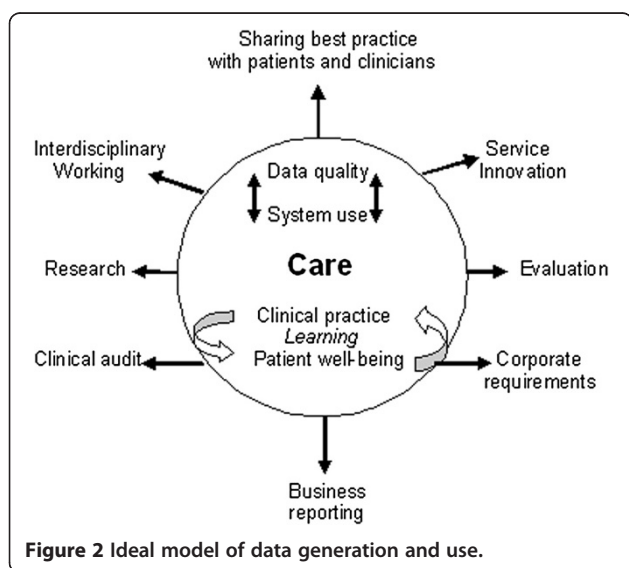 Sharing best practice
with patients and clinicians
Interdisciplinary
Working
Service
Innovation
Data quality
System use
Care
Research
Evaluation
Clinical practice
Learning
Patient well-being
Clinical audit
Corporate
requirements
Business
reporting
Figure 2 Ideal model of data generation and use.